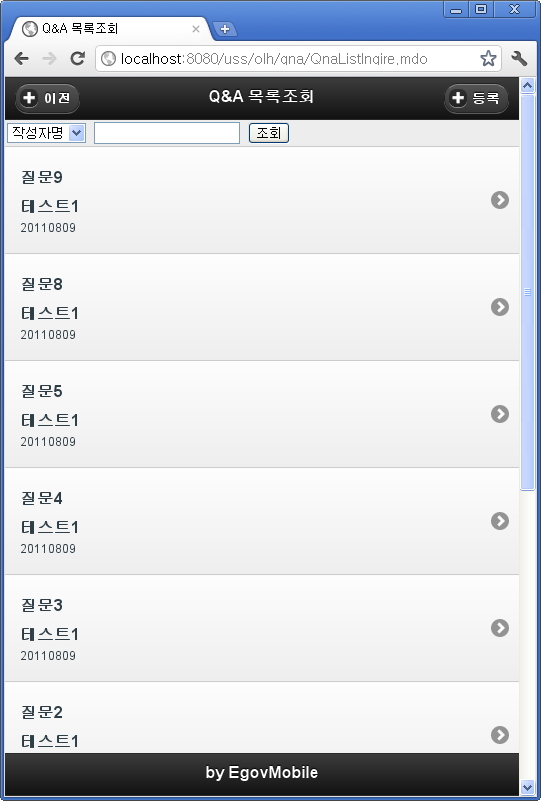 Q&A 목록조회
localhost:8080/uss/olh/qna/QnaListInqire.mdo
이전
Q&A 목록조회
등록
작성자명
조회
질문9
테스트1
20110809
질문8
테스트1
20110809
질문5
테스트1
20110809
질문4
테스트1
20110809
질문3
테스트1
20110809
질문2
테스트1
by EgovMobile